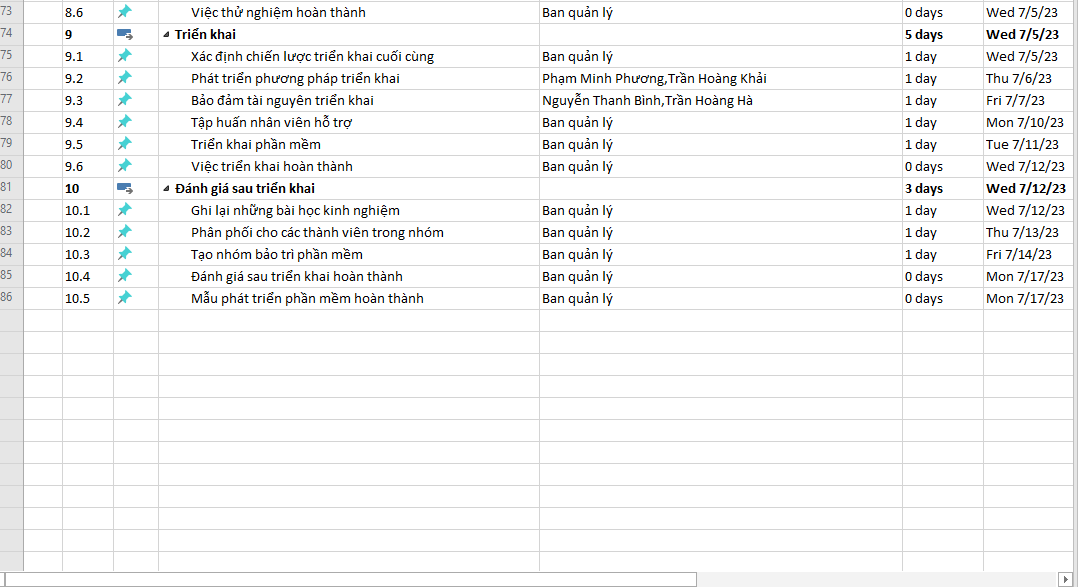 73 8.6 Việc thử nghiệm hoàn thành Ban quản lý 0 days Wed 7/5/23
74 9 Triển khai 5 days Wed 7/5/23
75 9.1 Xác định chiến lược triển khai cuối cùng Ban quản lý 1 day Wed 7/5/23
76 9.2 Phát triển phương pháp triển khai Phạm Minh Phương,Trần Hoàng Khải 1 day Thu 7/6/23
77 9.3 Bảo đảm tài nguyên triển khai Nguyễn Thanh Bình,Trần Hoàng Hà 1 day Fri 7/7/23
78 9.4 Tập huấn nhân viên hỗ trợ Ban quản lý 1 day Mon 7/10/23
79 9.5 Triển khai phần mềm Ban quản lý 1 day Tue 7/11/23
80 9.6 Việc triển khai hoàn thành Ban quản lý 0 days Wed 7/12/23
81 10 Đánh giá sau triển khai 3 days Wed 7/12/23
82 10.1 Ghi lại những bài học kinh nghiệm Ban quản lý 1 day Wed 7/12/23
83 10.2 Phân phối cho các thành viên trong nhóm Ban quản lý 1 day Thu 7/13/23
84 10.3 Tạo nhóm bảo trì phần mềm Ban quản lý 1 day Fri 7/14/23
85 10.4 Đánh giá sau triển khai hoàn thành Ban quản lý 0 days Mon 7/17/23
86 10.5 Mẫu phát triển phần mềm hoàn thành Ban quản lý 0 days Mon 7/17/23